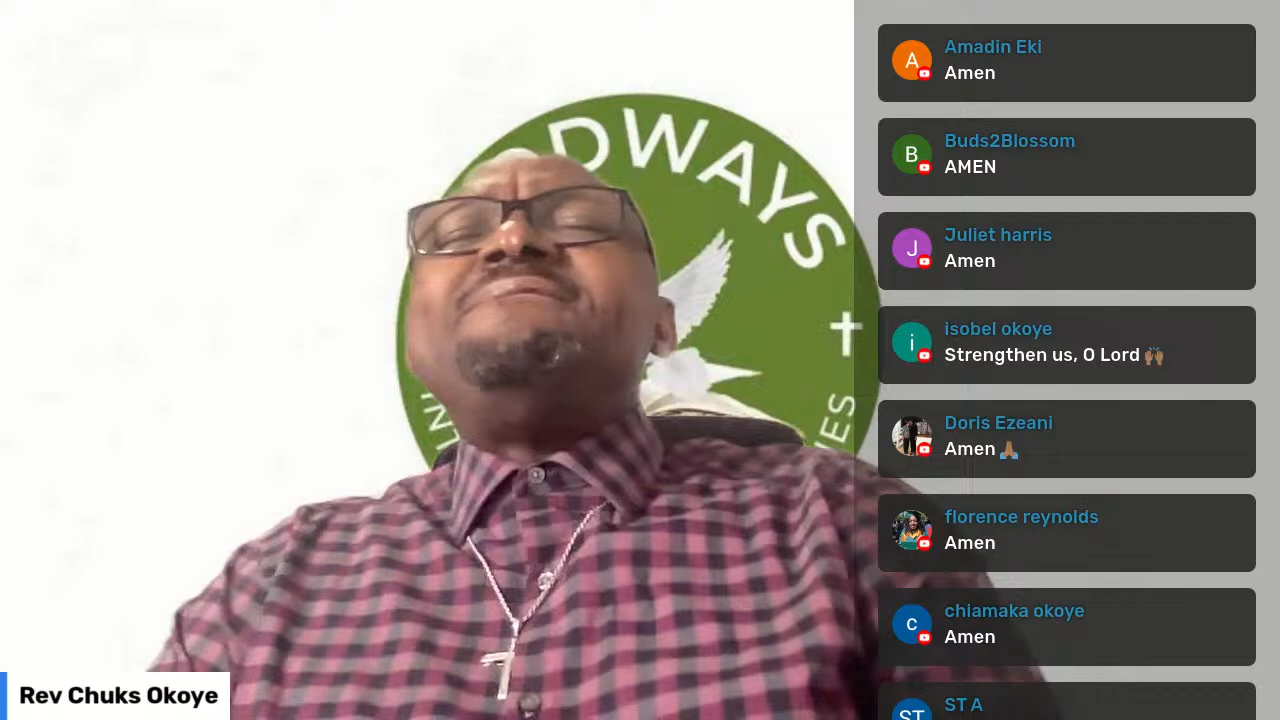 DWAYS
Amadin Eki
A
Amen
Buds2Blossom
B
AMEN
Juliet harris
J
Amen
isobel okoye
i
Strengthen us, O Lord 🙌🏾
Doris Ezeani
Amen 🙏🏾
florence reynolds
Amen
chiamaka okoye
c
Amen
ST A
ST
Rev Chuks Okoye